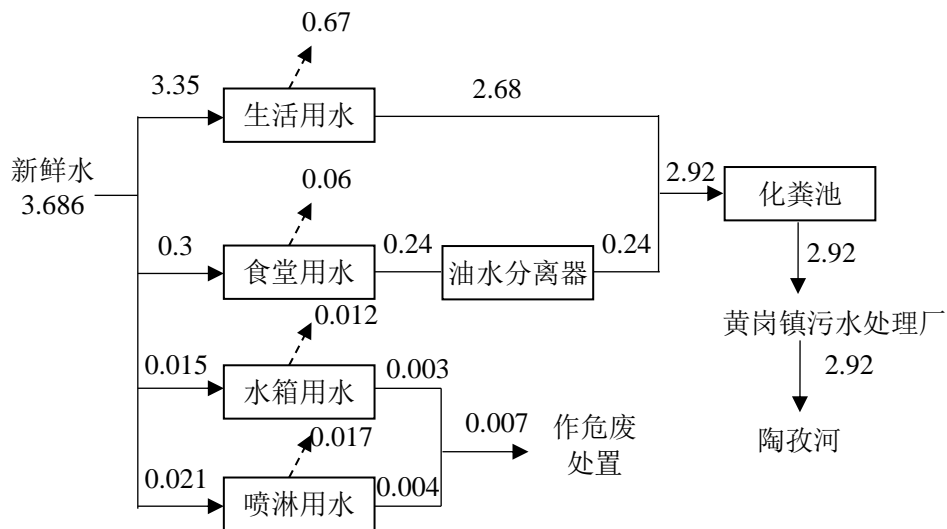 0.67
3.35
生活用水
2.68
新鲜水
3.686
0.06
2.92
化粪池
0.3
食堂用水
0.24
油水分离器
0.24
2.92
0.012
黄岗镇污水处理厂
0.015
水箱用水
0.003
2.92
0.017
0.007
作危废
处置
陶孜河
0.021
喷淋用水
0.004